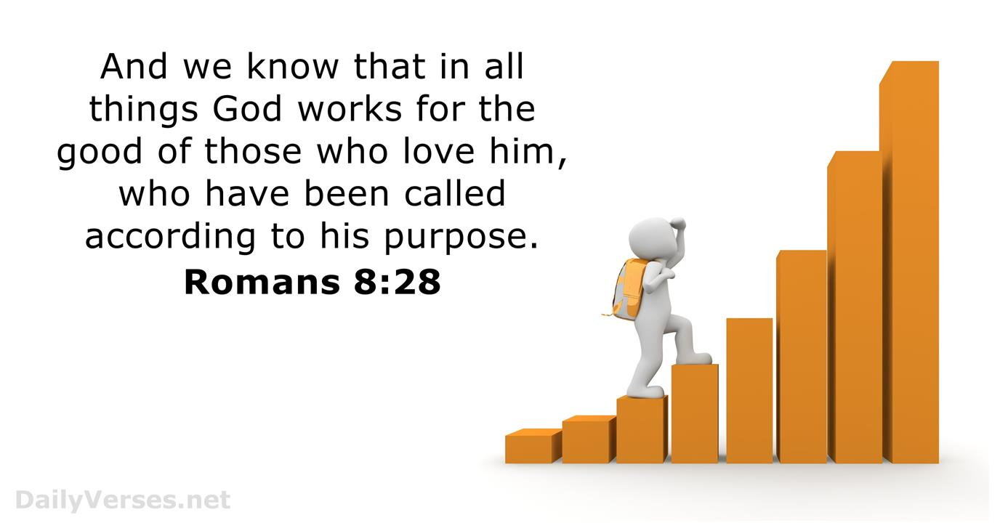 And we know that in all
things God works for the
good of those who love him,
who have been called
according to his purpose.
Romans 8:28
DailyVerses.net